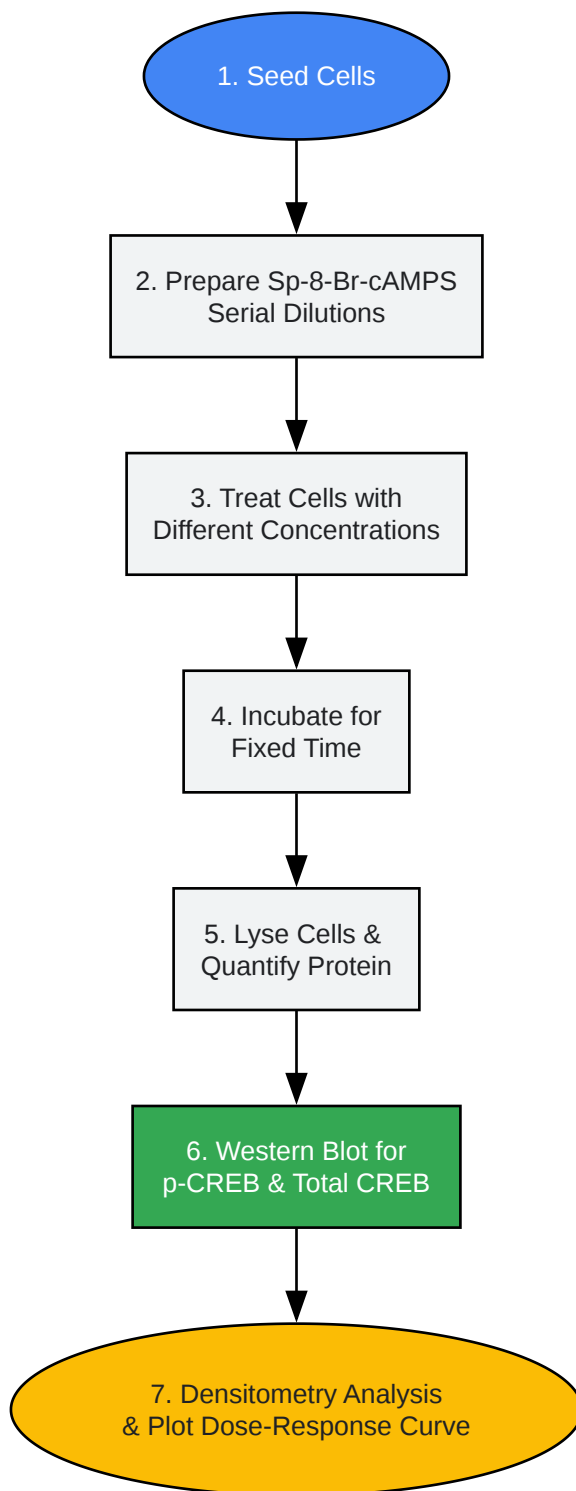 1. Seed Cells
2. Prepare Sp-8-Br-cAMPS
Serial Dilutions
3. Treat Cells with
Different Concentrations
4. Incubate for
Fixed Time
5. Lyse Cells &
Quantify Protein
6. Western Blot for
p-CREB & Total CREB
7. Densitometry Analysis
& Plot Dose-Response Curve